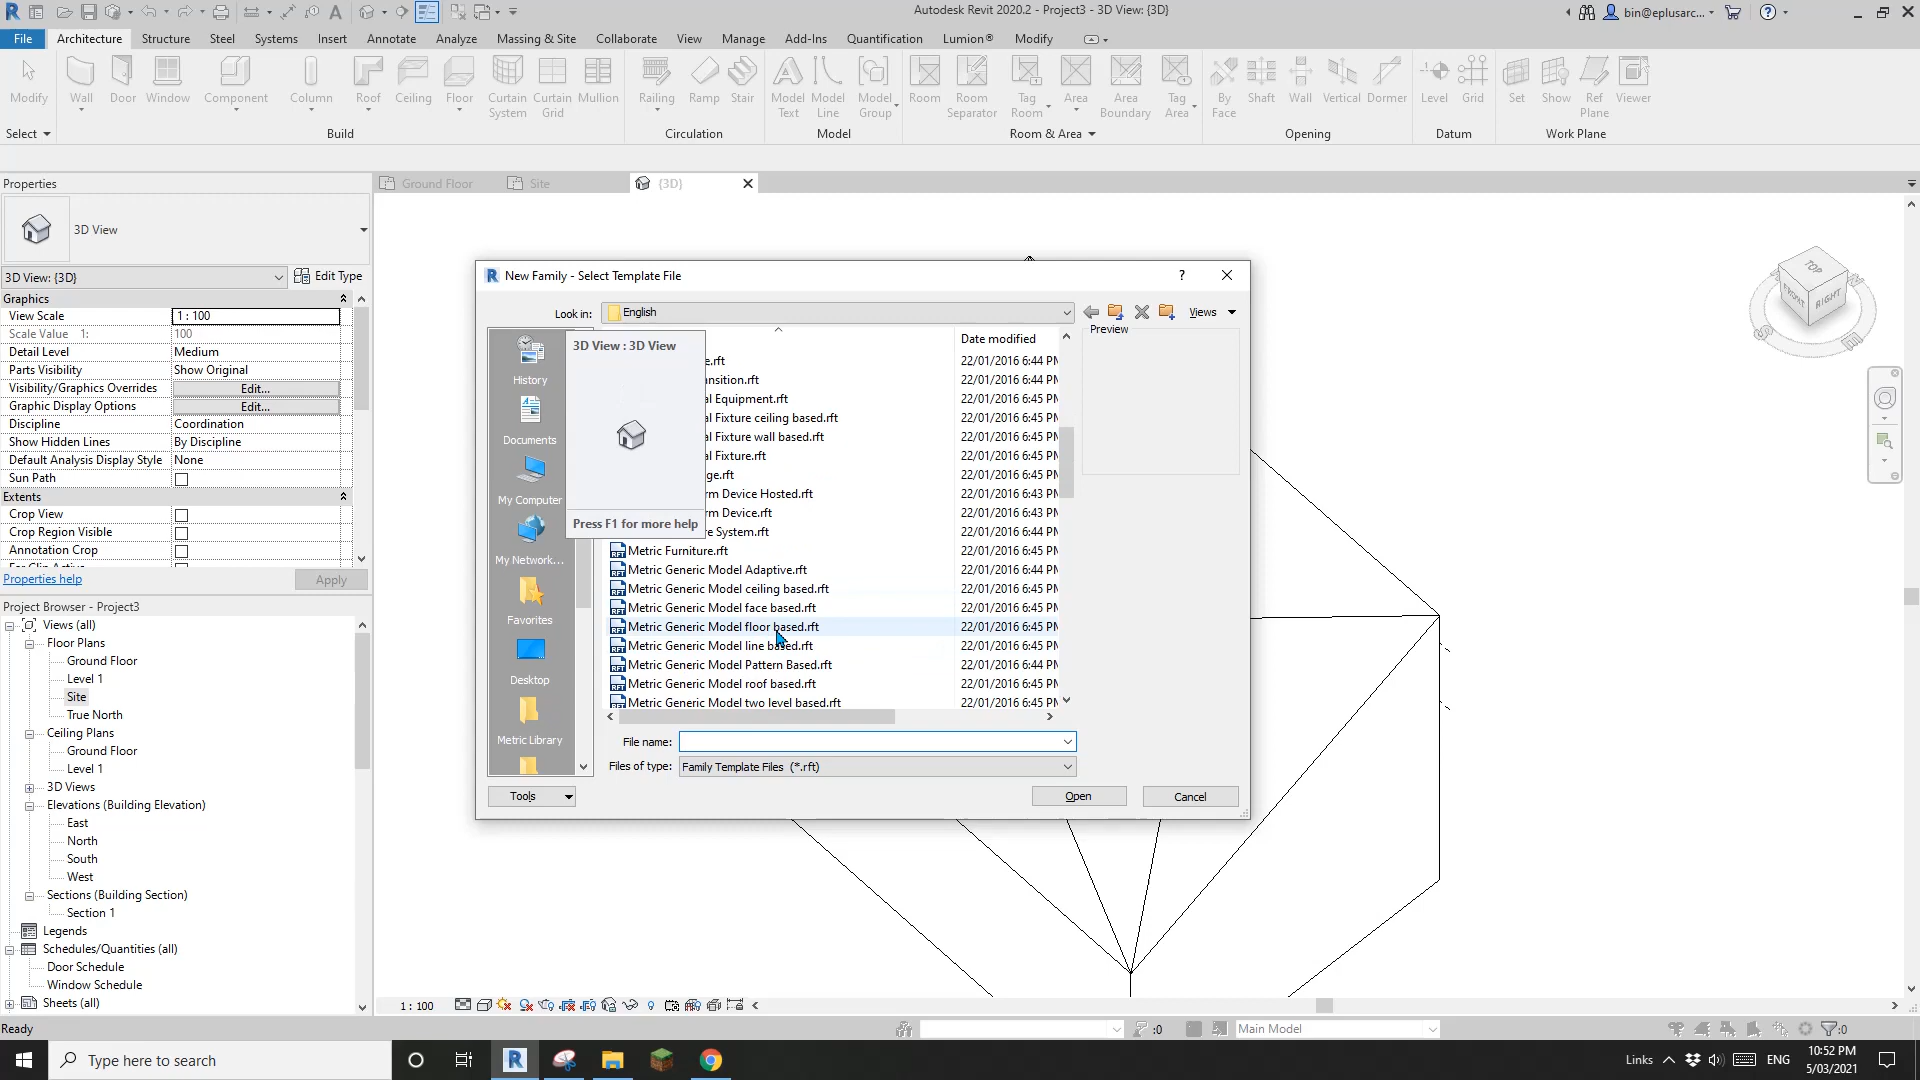 Autodesk Revit 2020.2 - Project3 - 3D View: {3D}
bin@eplusarc...
File Architecture Structure Steel Systems Insert Annotate Analyze Massing & Site Collaborate View Manage Add-Ins Quantification Lumion® Modify
Modify Wall Door Window Component Column Roof Ceiling Floor Curtain System Curtain Grid Mullion Railing Ramp Stair Model Text Model Line Model Group Room Room Separator Tag Room Area Area Boundary Tag Area By Face Shaft Wall Vertical Dormer Level Grid Set Show Ref Plane Viewer
Select Build Circulation Model Room & Area Opening Datum Work Plane
Properties
Ground Floor Site {3D}
3D View
3D View: {3D} Edit Type
Graphics
View Scale 1 : 100
Scale Value 1: 100
Detail Level Medium
Parts Visibility Show Original
Visibility/Graphics Overrides Edit...
Graphic Display Options Edit...
Discipline Coordination
Show Hidden Lines By Discipline
Default Analysis Display Style None
Sun Path
Extents
Crop View
Crop Region Visible
Annotation Crop
Properties help Apply
Project Browser - Project3
Views (all)
Floor Plans
Ground Floor
Level 1
Site
True North
Ceiling Plans
Ground Floor
Level 1
3D Views
Elevations (Building Elevation)
East
North
South
West
Sections (Building Section)
Section 1
Legends
Schedules/Quantities (all)
Door Schedule
Window Schedule
Sheets (all)
New Family - Select Template File
Look in: English Views
Preview
History
Documents
My Computer
My Network...
Favorites
Desktop
Metric Library
3D View : 3D View
Press F1 for more help
Date modified
e.rft 22/01/2016 6:44 PM
nsition.rft 22/01/2016 6:44 PM
al Equipment.rft 22/01/2016 6:45 PM
al Fixture ceiling based.rft 22/01/2016 6:45 PM
al Fixture wall based.rft 22/01/2016 6:45 PM
al Fixture.rft 22/01/2016 6:45 PM
ge.rft 22/01/2016 6:45 PM
rm Device Hosted.rft 22/01/2016 6:43 PM
rm Device.rft 22/01/2016 6:43 PM
e System.rft 22/01/2016 6:44 PM
Metric Furniture.rft 22/01/2016 6:45 PM
Metric Generic Model Adaptive.rft 22/01/2016 6:44 PM
Metric Generic Model ceiling based.rft 22/01/2016 6:45 PM
Metric Generic Model face based.rft 22/01/2016 6:45 PM
Metric Generic Model floor based.rft 22/01/2016 6:45 PM
Metric Generic Model line based.rft 22/01/2016 6:45 PM
Metric Generic Model Pattern Based.rft 22/01/2016 6:44 PM
Metric Generic Model roof based.rft 22/01/2016 6:45 PM
Metric Generic Model two level based.rft 22/01/2016 6:45 PM
File name:
Files of type: Family Template Files (*.rft)
Tools Open Cancel
TOP
FRONT RIGHT
1 : 100
Ready
:0 Main Model :0
Type here to search
Links ENG 10:52 PM
5/03/2021